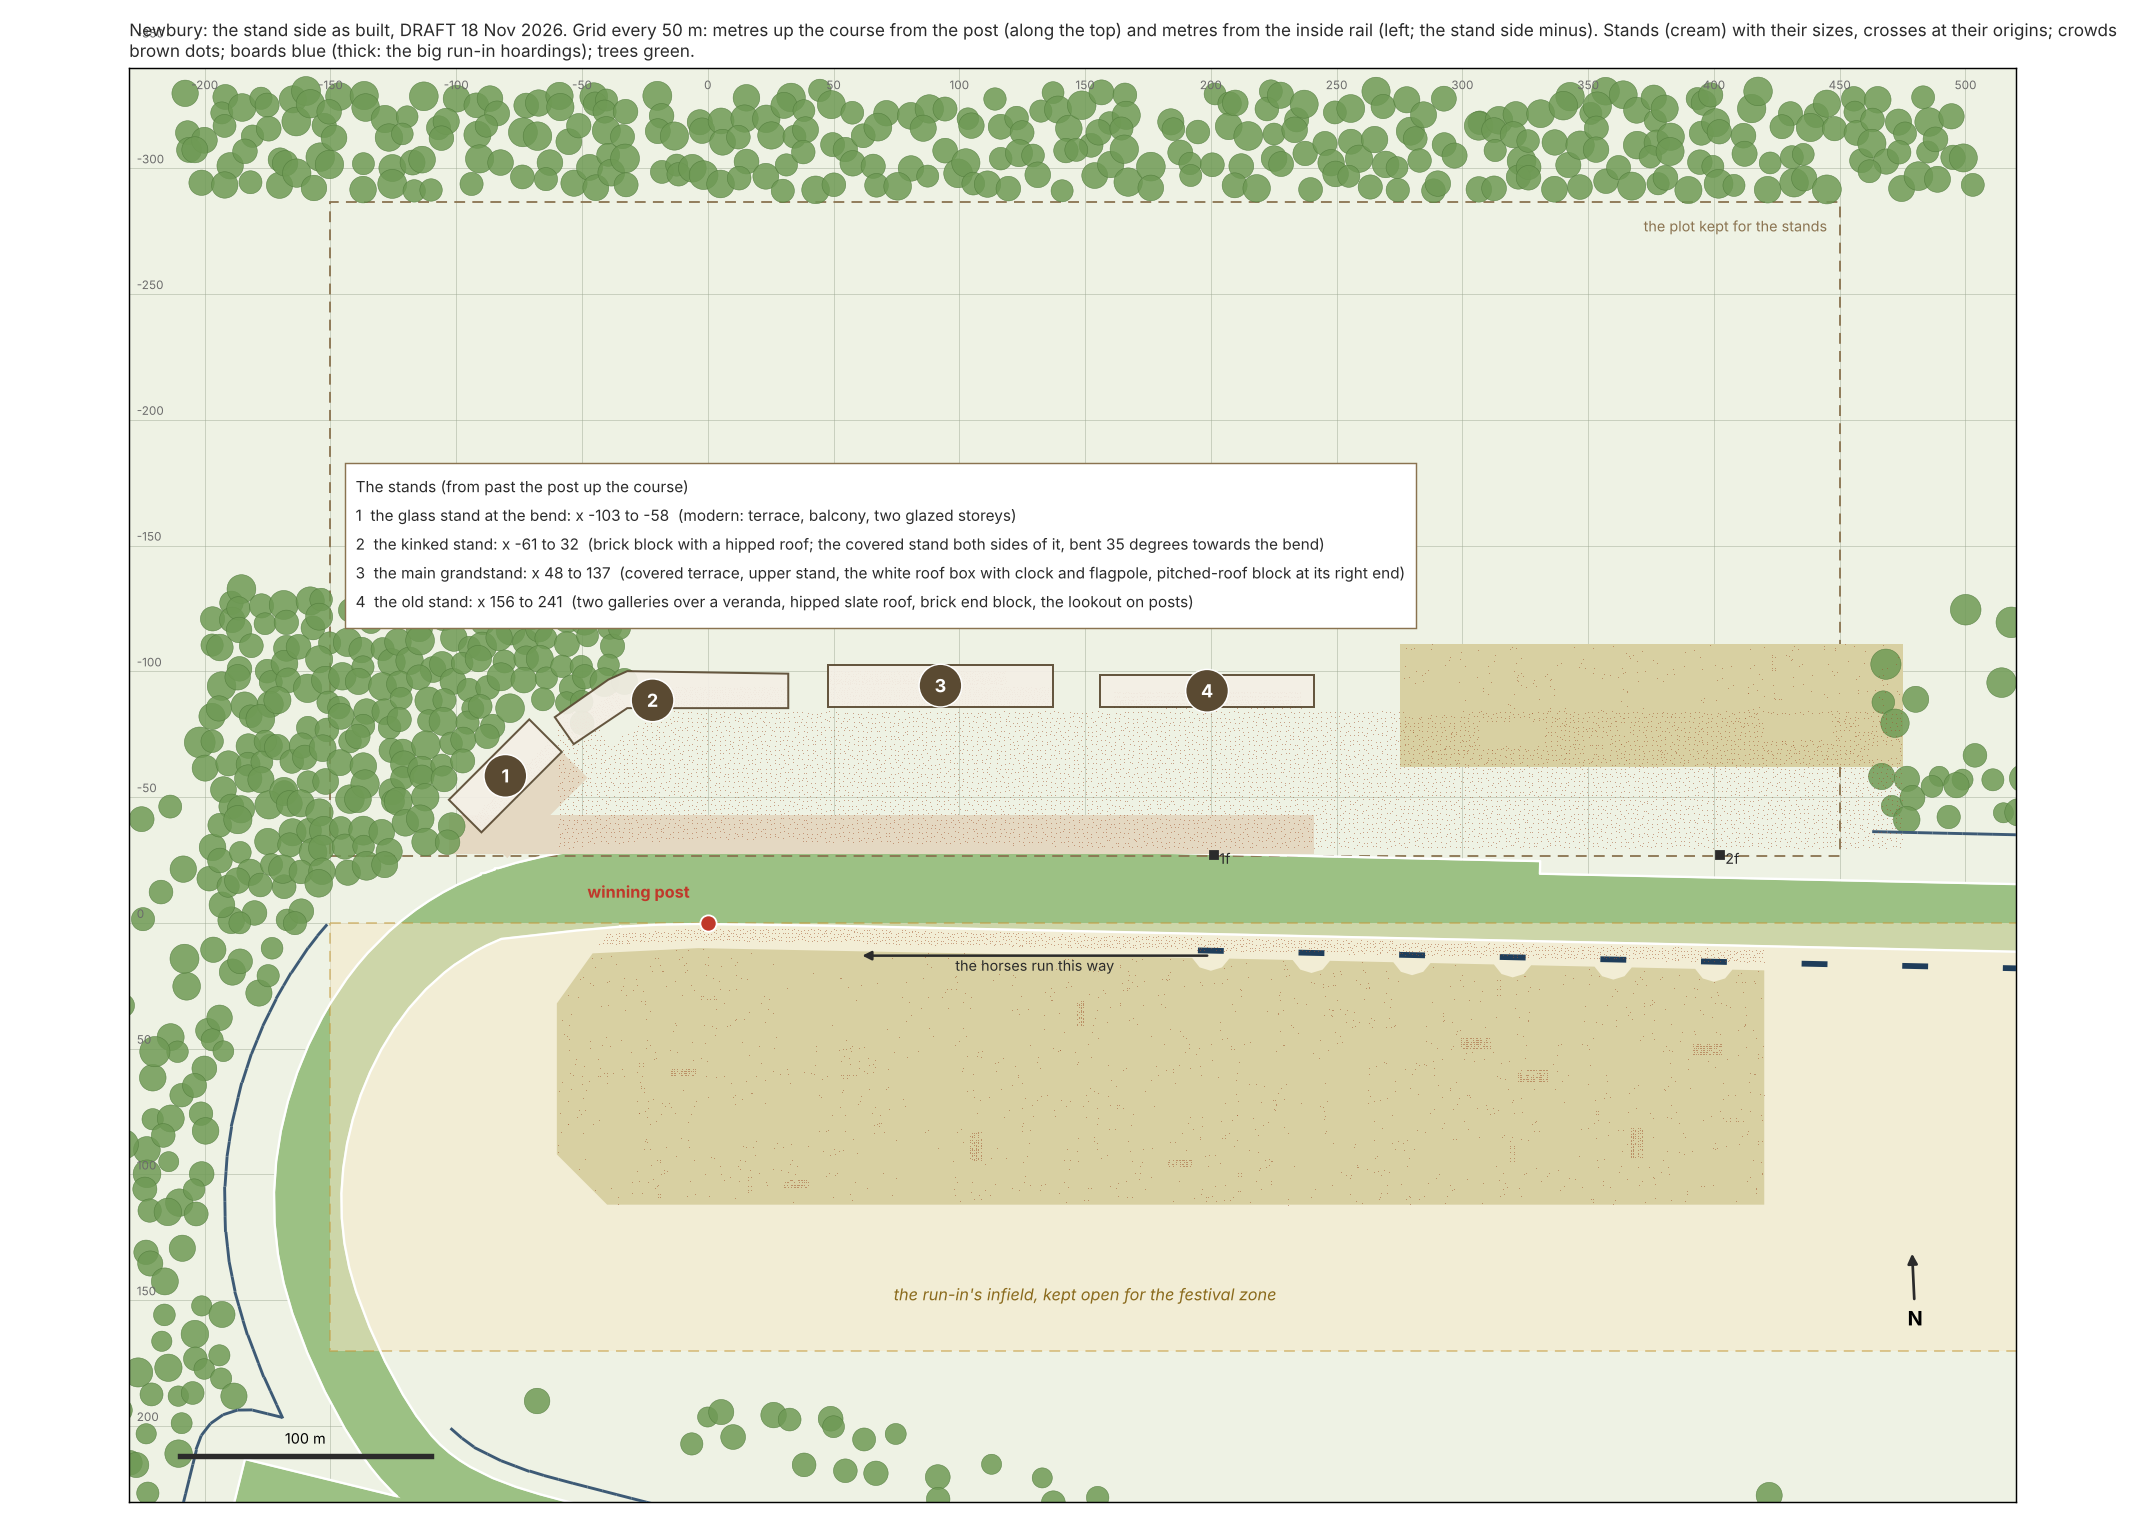 Newbury: the stand side as built, DRAFT 18 Nov 2026. Grid every 50 m: metres up the course from the post (along the top) and metres from the inside rail (left; the stand side minus). Stands (cream) with their sizes, crosses at their origins; crowds
brown dots; boards blue (thick: the big run-in hoardings); trees green.
-200 -150 -100 -50 0 50 100 150 200 250 300 350 400 450 500
-300
the plot kept for the stands
-250
-200
The stands (from past the post up the course)
1 the glass stand at the bend: x -103 to -58 (modern: terrace, balcony, two glazed storeys)
-150
2 the kinked stand: x -61 to 32 (brick block with a hipped roof; the covered stand both sides of it, bent 35 degrees towards the bend)
3 the main grandstand: x 48 to 137 (covered terrace, upper stand, the white roof box with clock and flagpole, pitched-roof block at its right end)
4 the old stand: x 156 to 241 (two galleries over a veranda, hipped slate roof, brick end block, the lookout on posts)
-100
3
4
2
1
-50
1f
2f
winning post
0
the horses run this way
50
100
150
the run-in's infield, kept open for the festival zone
N
200
100 m